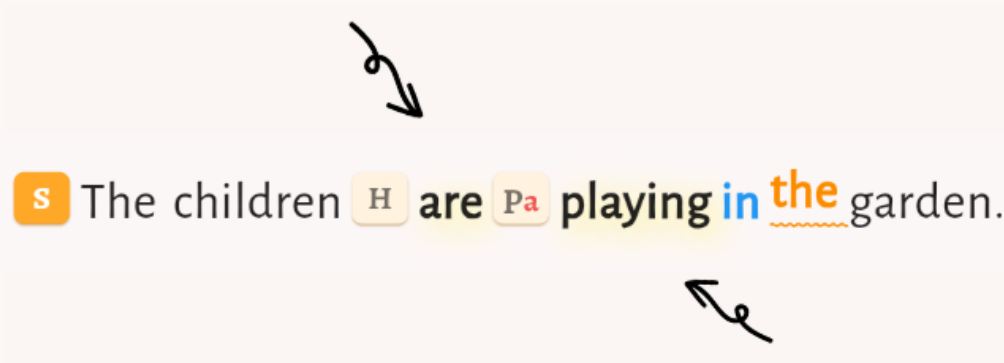 S The children H are Pa playing in the garden.